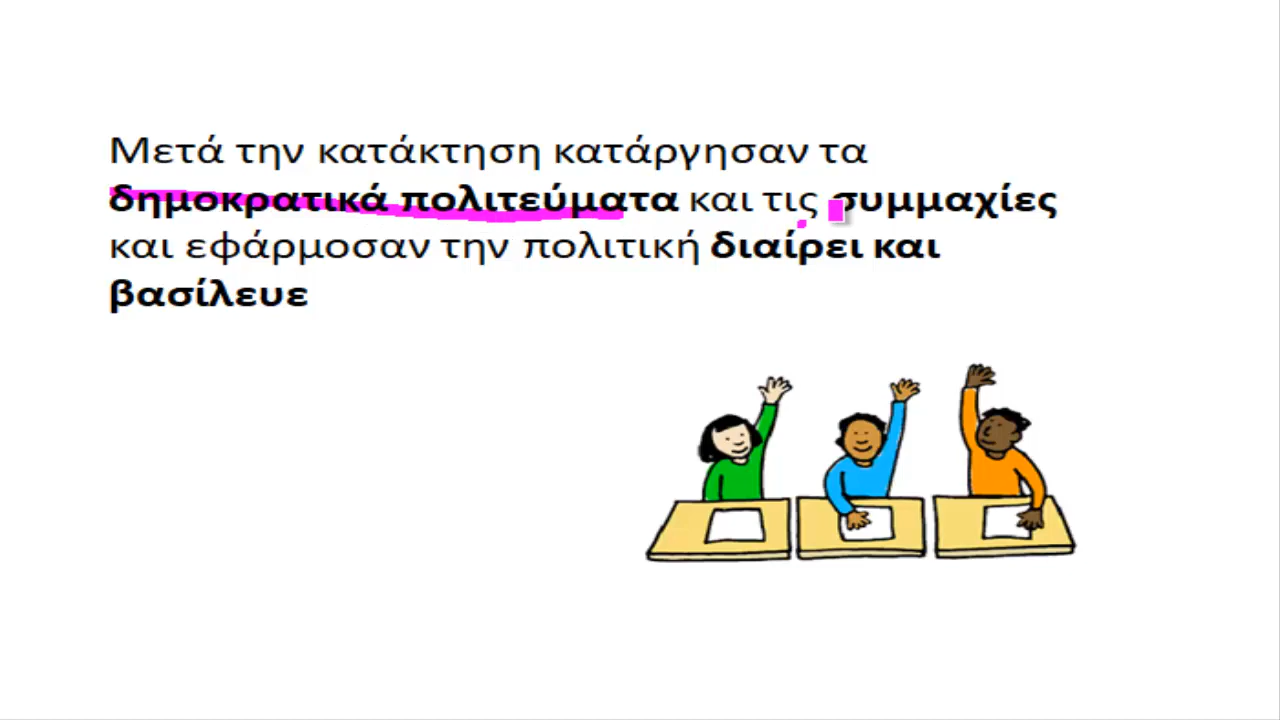 Μετά την κατάκτηση κατάργησαν τα
δημοκρατικά πολιτεύματα και τις συμμαχίες
και εφάρμοσαν την πολιτική διαίρει και
βασίλευε